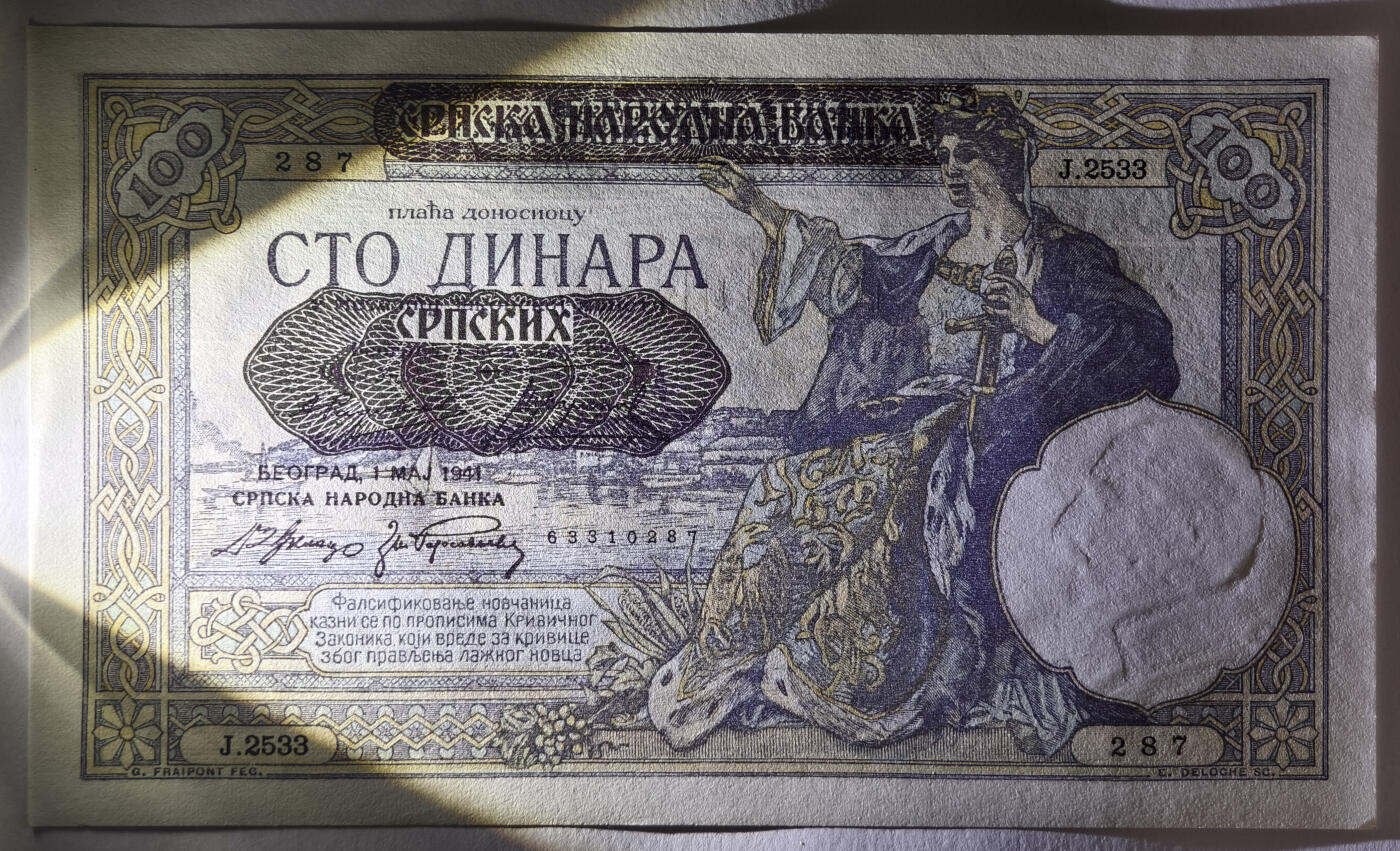 СРПСКА НАРОДНА БАНКА
100
100
287
Ј.2533
плаћа доносиоцу
СТО ДИНАРА
СРПСКИХ
БЕОГРАД, 1 МАЈ 1941
СРПСКА НАРОДНА БАНКА
63310287
Фалсификовање новчаница
казни се по прописима Кривичног
Законика који вреде за кривице
због прављења лажног новца
Ј.2533
287
G. FRAIPONT FEC.
E. DELOCHE SC.